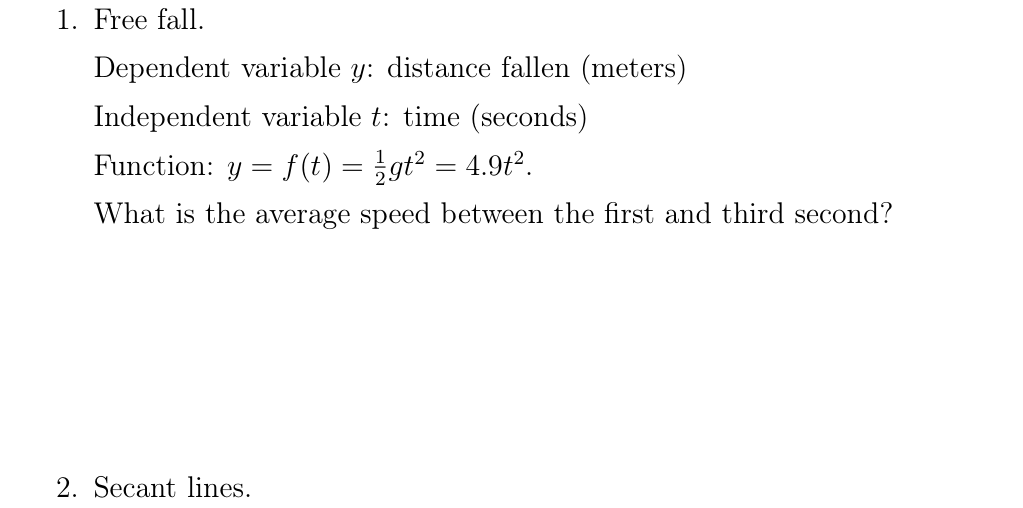 1. Free fall.
Dependent variable y: distance fallen (meters)
Independent variable t: time (seconds)
Function: y = f(t) = ½gt² = 4.9t².
What is the average speed between the first and third second?
2. Secant lines.